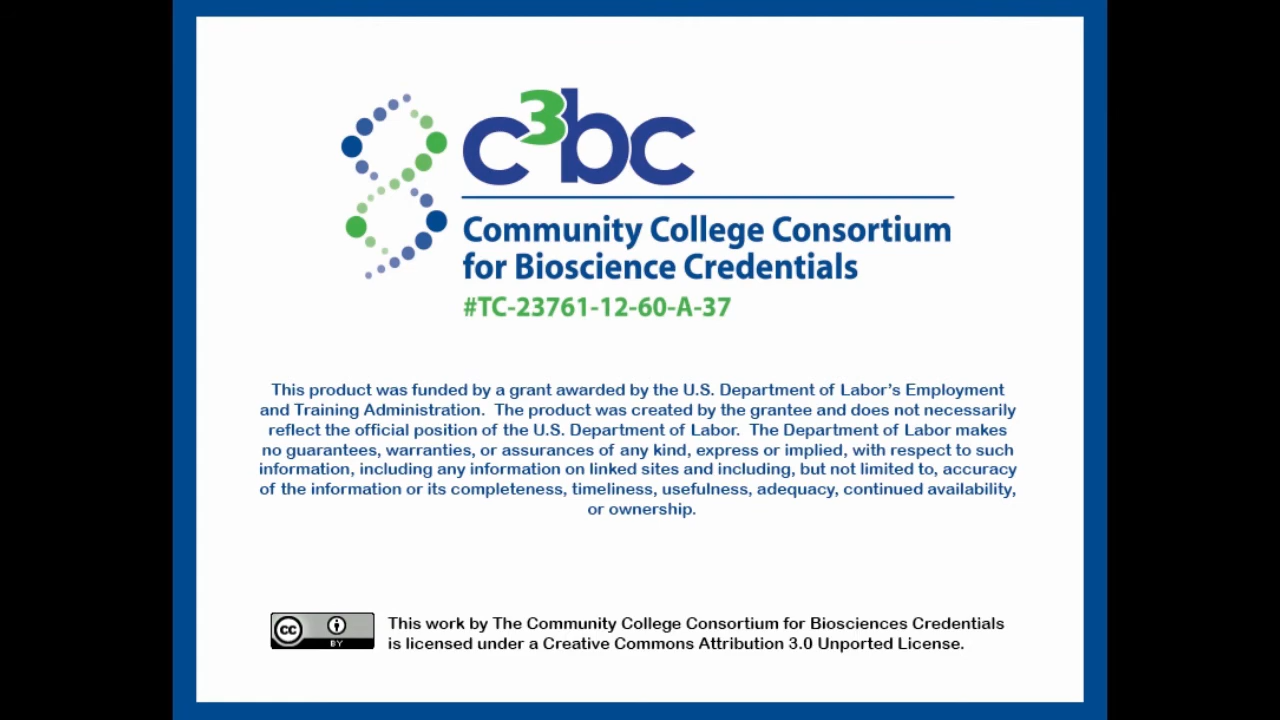 c3bc
Community College Consortium
for Bioscience Credentials
#TC-23761-12-60-A-37
This product was funded by a grant awarded by the U.S. Department of Labor’s Employment
and Training Administration.  The product was created by the grantee and does not necessarily
reflect the official position of the U.S. Department of Labor.  The Department of Labor makes
no guarantees, warranties, or assurances of any kind, express or implied, with respect to such
information, including any information on linked sites and including, but not limited to, accuracy
of the information or its completeness, timeliness, usefulness, adequacy, continued availability,
or ownership.
cc
BY
This work by The Community College Consortium for Biosciences Credentials
is licensed under a Creative Commons Attribution 3.0 Unported License.